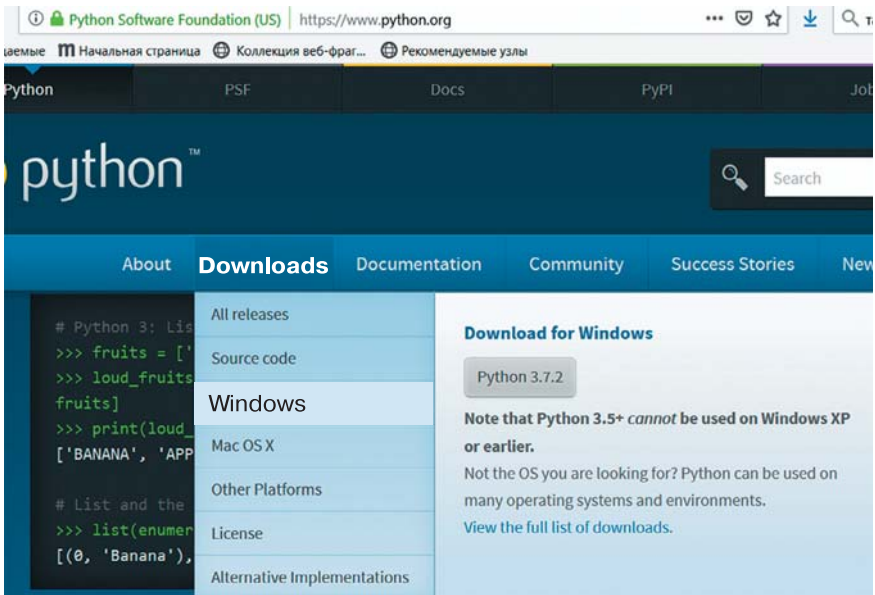 Python Software Foundation (US) https://www.python.org
Начальная страница Коллекция веб-фраг... Рекомендуемые узлы
Python PSF Docs PyPI
python™
Search
About Downloads Documentation Community Success Stories
All releases
Source code
Windows
Mac OS X
Other Platforms
License
Alternative Implementations
# Python 3: Lis
>>> fruits = ['
>>> loud_fruits
fruits]
>>> print(loud_
['BANANA', 'APP
# List and the
>>> list(enumer
[(0, 'Banana'),
Download for Windows
Python 3.7.2
Note that Python 3.5+ cannot be used on Windows XP
or earlier.
Not the OS you are looking for? Python can be used on
many operating systems and environments.
View the full list of downloads.